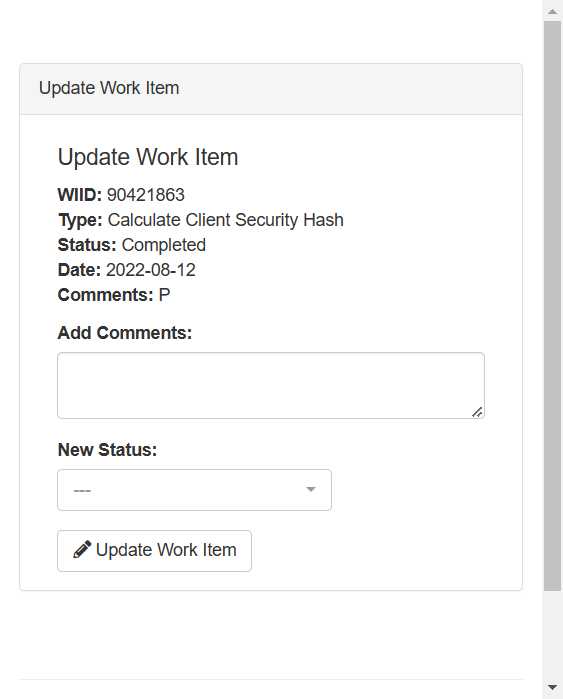 Update Work Item
Update Work Item
WIID: 90421863
Type: Calculate Client Security Hash
Status: Completed
Date: 2022-08-12
Comments: P
Add Comments:
New Status:
---
Update Work Item